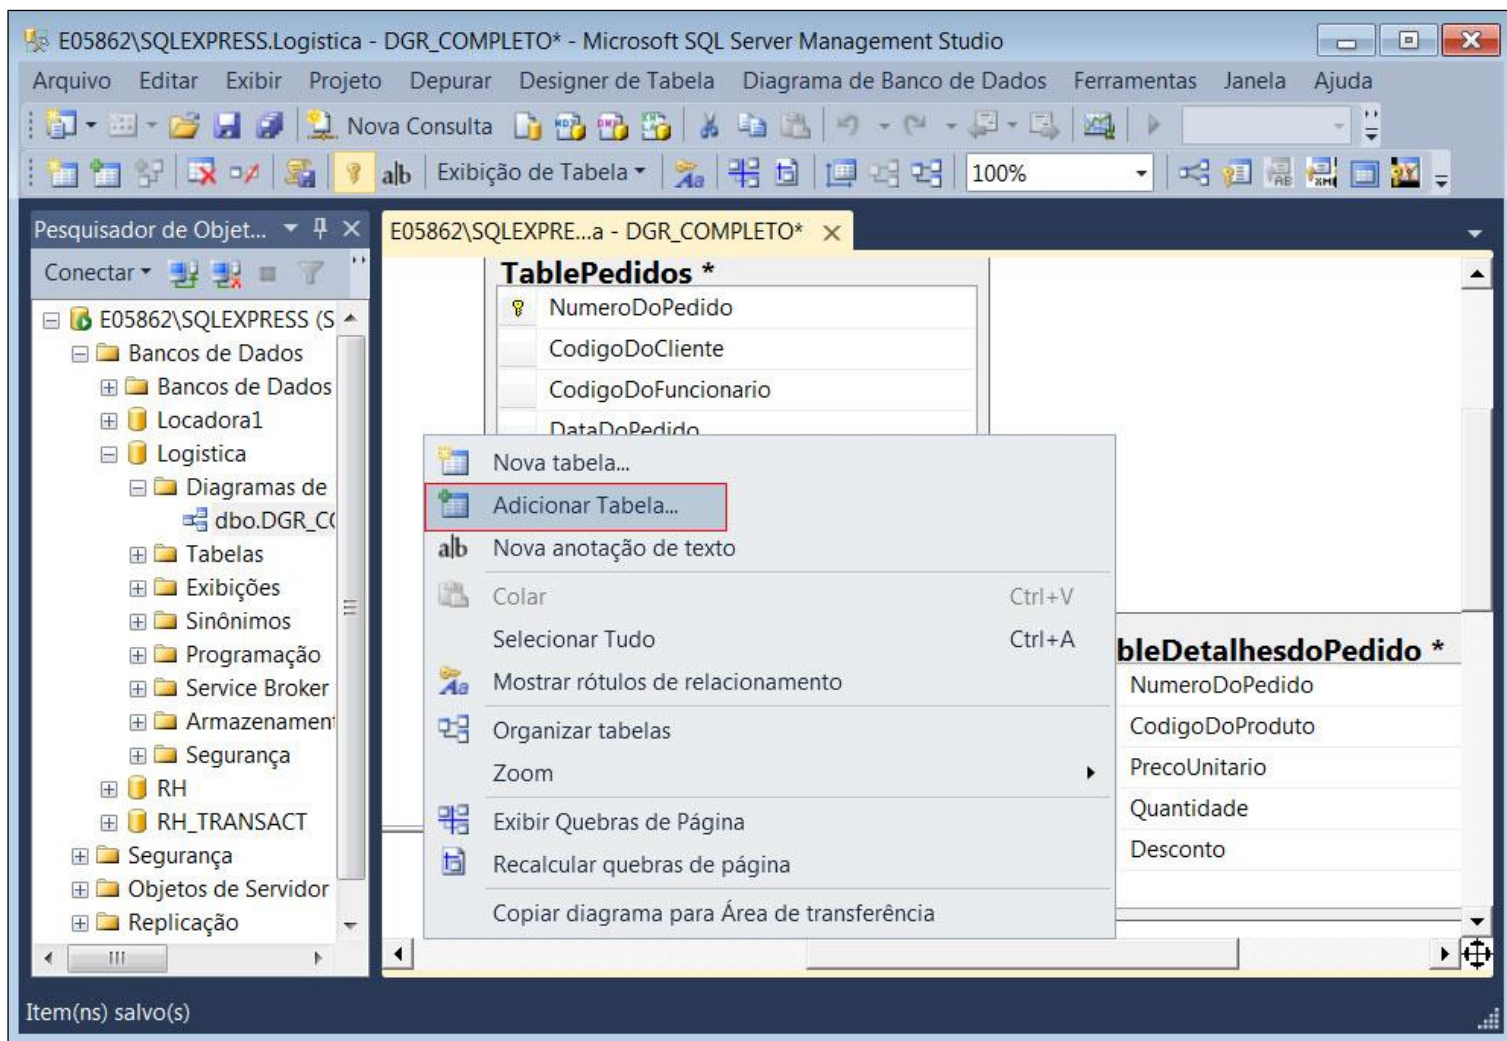 E05862\SQLEXPRESS.Logistica - DGR_COMPLETO* - Microsoft SQL Server Management Studio
Arquivo Editar Exibir Projeto Depurar Designer de Tabela Diagrama de Banco de Dados Ferramentas Janela Ajuda
Nova Consulta
a|b Exibição de Tabela 100%
Pesquisador de Objet...
Conectar
E05862\SQLEXPRESS (S
Bancos de Dados
Bancos de Dados
Locadora1
Logistica
Diagramas de
dbo.DGR_C
Tabelas
Exibições
Sinônimos
Programação
Service Broker
Armazenament
Segurança
RH
RH_TRANSACT
Segurança
Objetos de Servidor
Replicação
E05862\SQLEXPRE...a - DGR_COMPLETO*
TablePedidos *
NumeroDoPedido
CodigoDoCliente
CodigoDoFuncionario
DataDoPedido
Nova tabela...
Adicionar Tabela...
a|b Nova anotação de texto
Colar Ctrl+V
Selecionar Tudo Ctrl+A
Mostrar rótulos de relacionamento
Organizar tabelas
Zoom
Exibir Quebras de Página
Recalcular quebras de página
Copiar diagrama para Área de transferência
bleDetalhesdoPedido *
NumeroDoPedido
CodigoDoProduto
PrecoUnitario
Quantidade
Desconto
Item(ns) salvo(s)